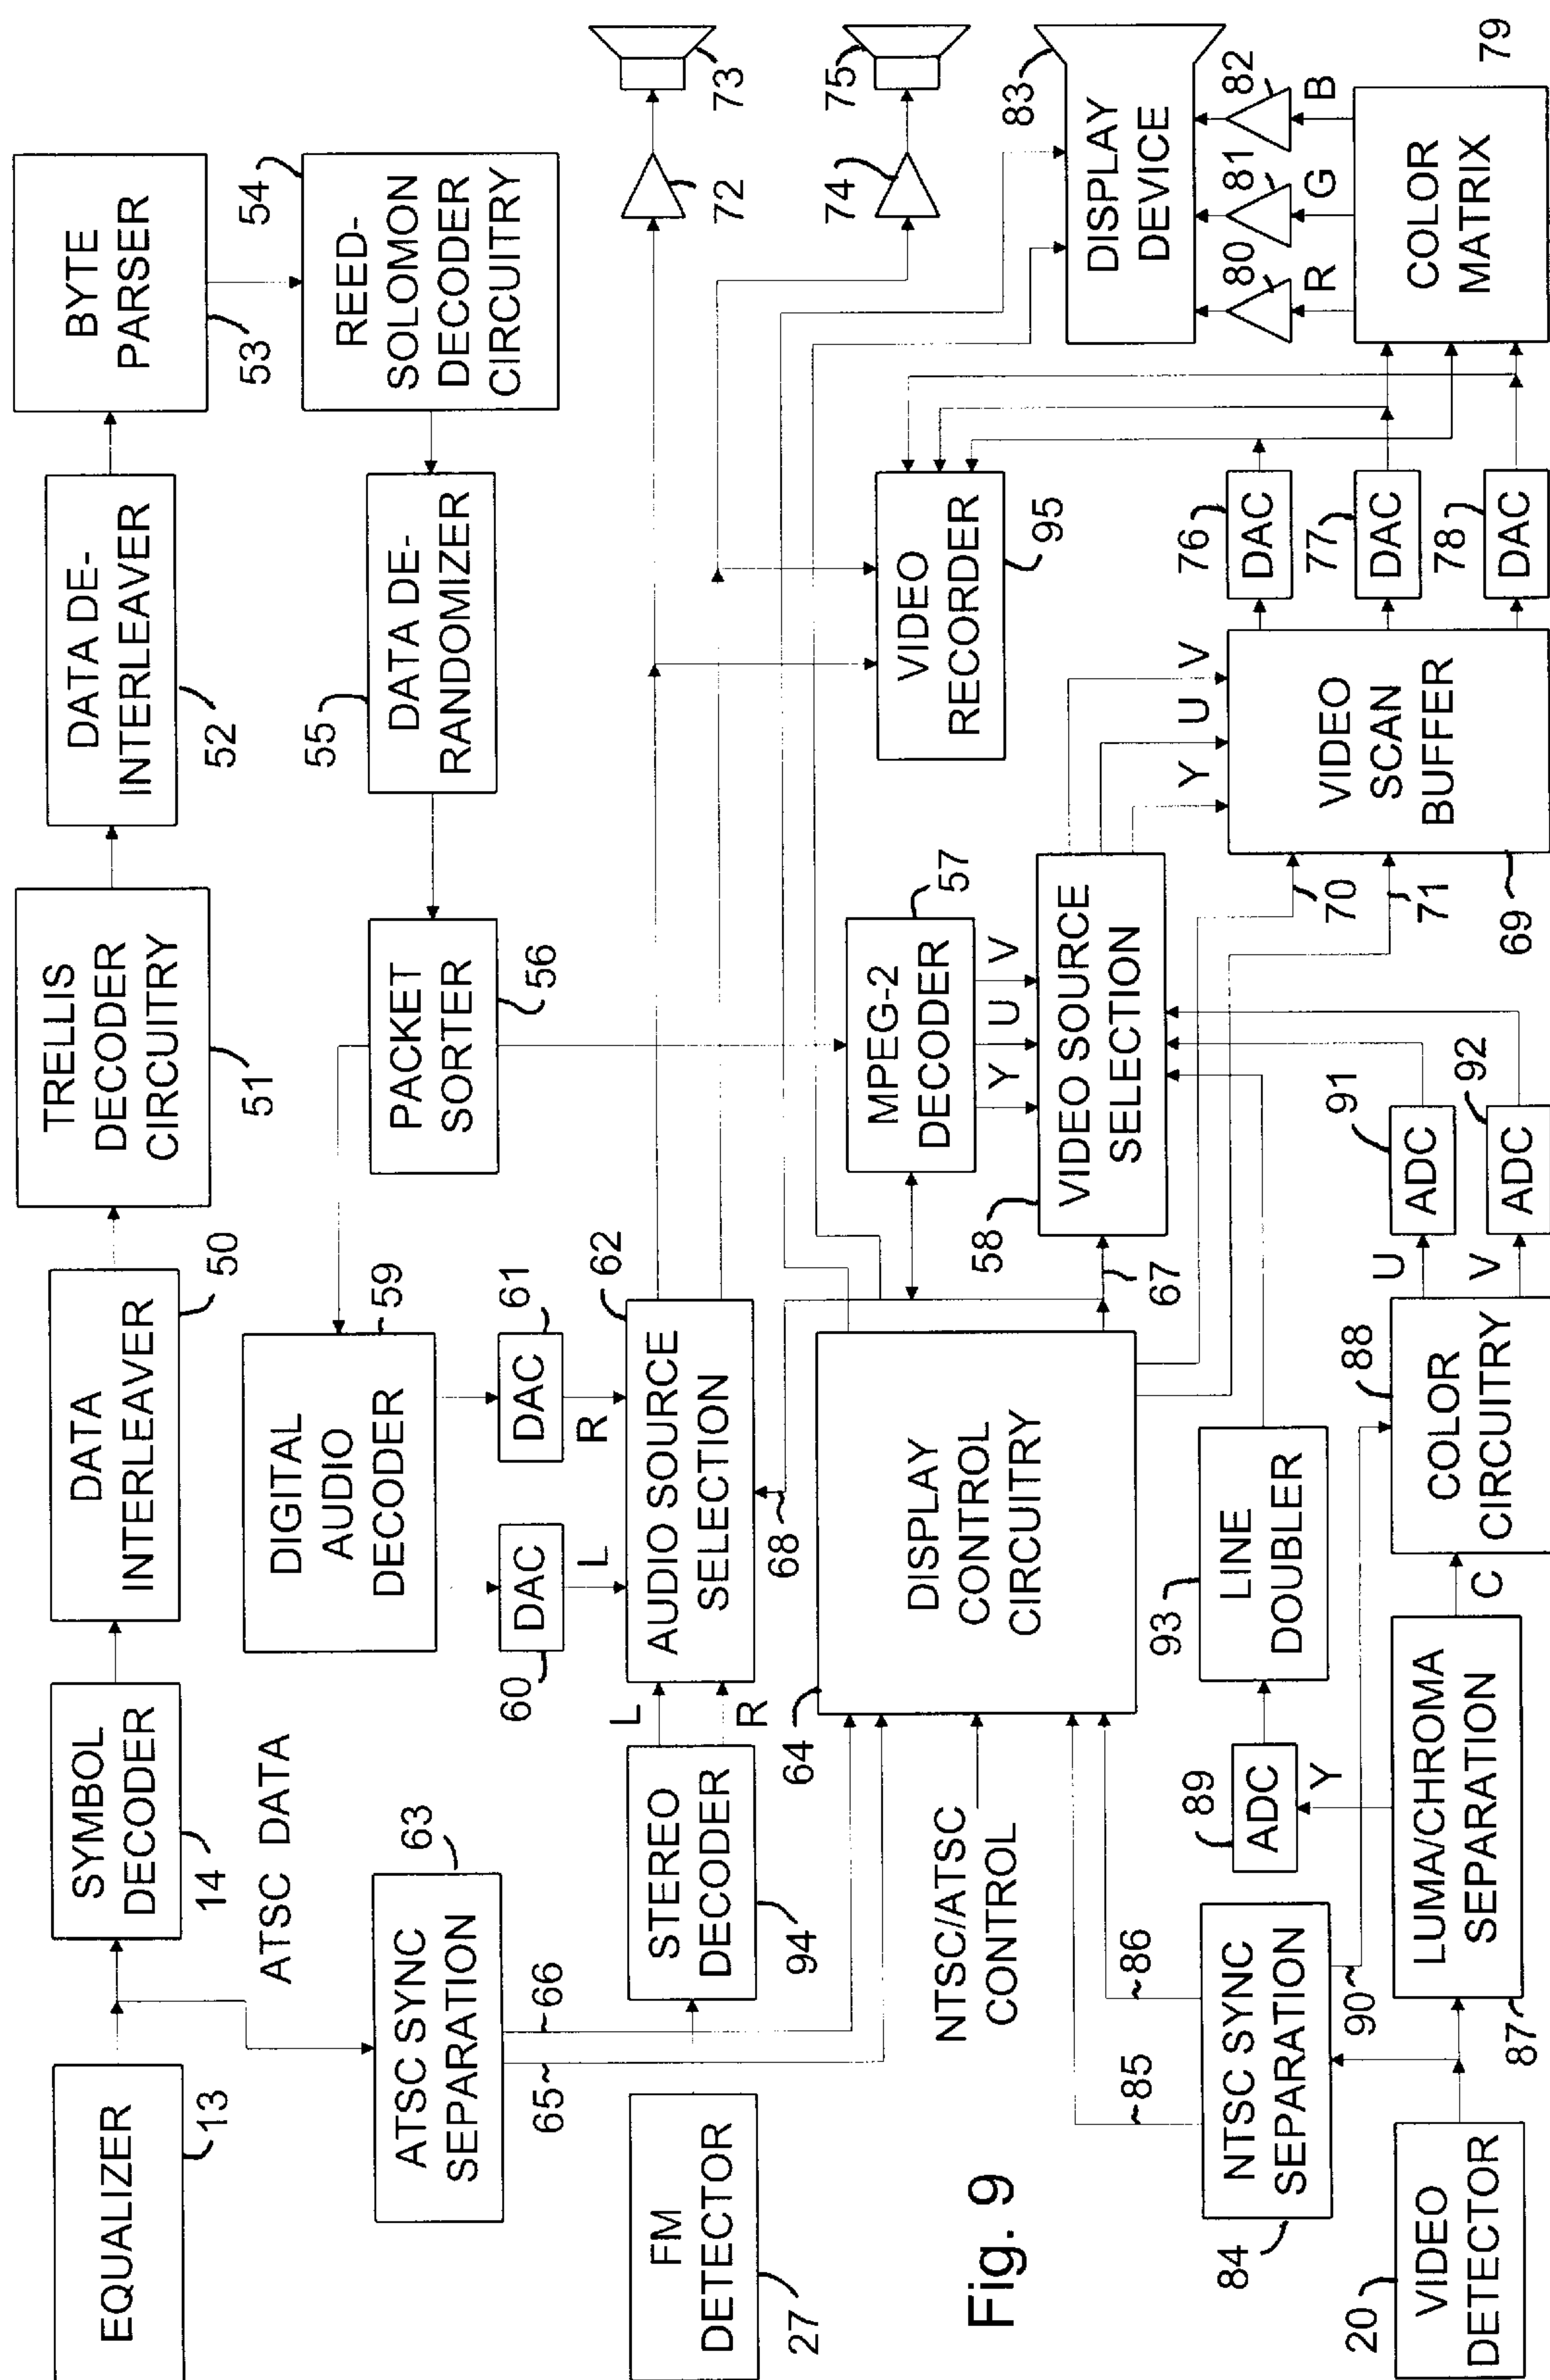 EQUALIZER
13
SYMBOL
DECODER
14
ATSC DATA
DATA
INTERLEAVER
50
TRELLIS
DECODER
CIRCUITRY
51
DATA DE-
INTERLEAVER
52
BYTE
PARSER
53
REED-
SOLOMON
DECODER
CIRCUITRY
54
DATA DE-
RANDOMIZER
55
PACKET
SORTER
56
DIGITAL
AUDIO
DECODER
59
DAC
60
L
DAC
61
R
ATSC SYNC
SEPARATION
63
65
66
FM
DETECTOR
27
STEREO
DECODER
94
L
R
AUDIO SOURCE
SELECTION
62
68
72
73
74
75
NTSC/ATSC
CONTROL
DISPLAY
CONTROL
CIRCUITRY
64
MPEG-2
DECODER
57
Y
U
V
VIDEO SOURCE
SELECTION
58
67
VIDEO
RECORDER
95
DISPLAY
DEVICE
83
80
81
82
R
G
B
COLOR
MATRIX
79
Y
U
V
VIDEO
SCAN
BUFFER
69
70
71
DAC
76
DAC
77
DAC
78
Fig. 9
85
86
NTSC SYNC
SEPARATION
84
90
VIDEO
DETECTOR
20
LUMA/CHROMA
SEPARATION
87
Y
C
ADC
89
LINE
DOUBLER
93
COLOR
CIRCUITRY
88
U
V
ADC
91
ADC
92